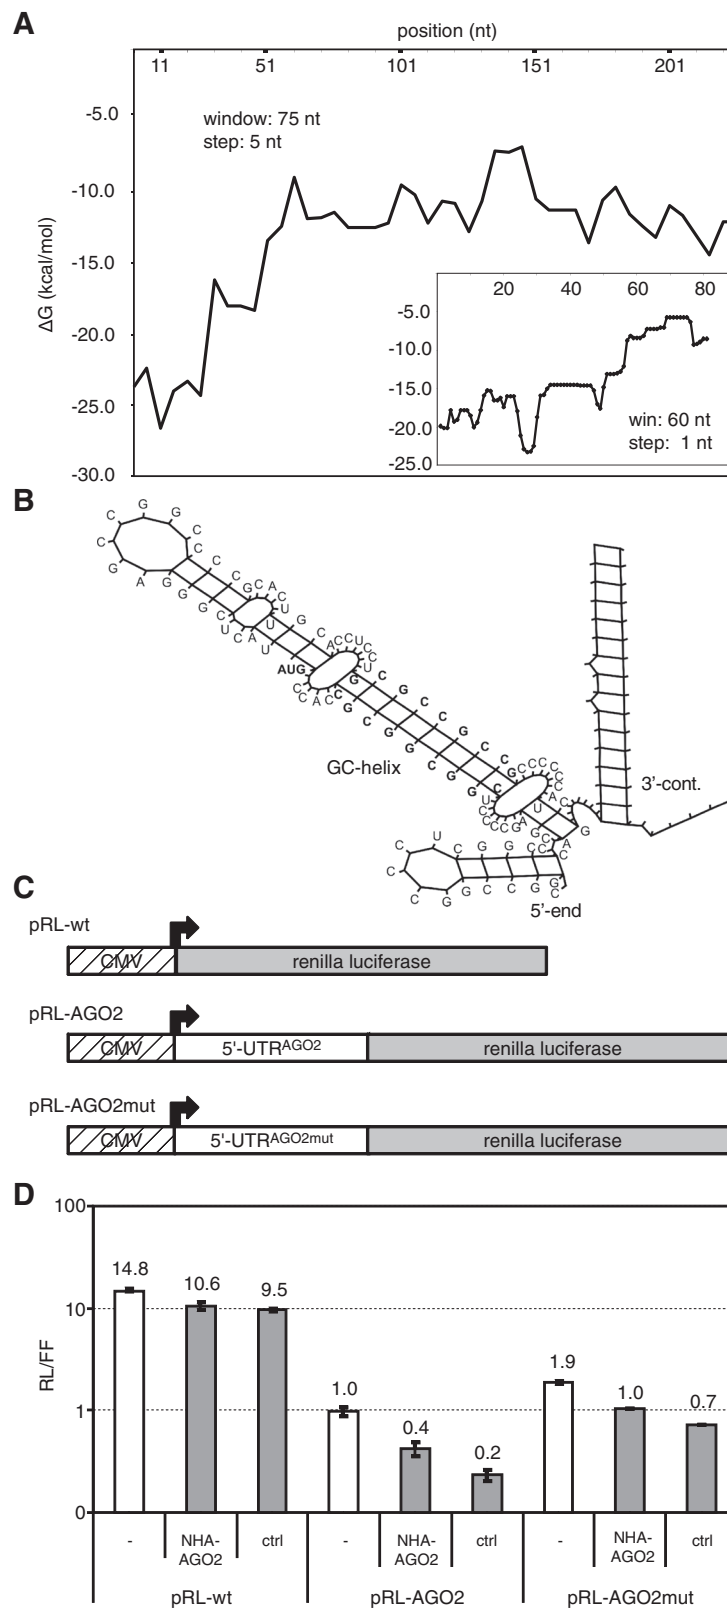 A
position (nt)
11 51 101 151 201
-5.0
-10.0
-15.0
-20.0
-25.0
-30.0
ΔG (kcal/mol)
window: 75 nt
step: 5 nt
20 40 60 80
-5.0
-10.0
-15.0
-20.0
-25.0
win: 60 nt
step: 1 nt
B
AUG
GC-helix
3'-cont.
5'-end
C
pRL-wt
CMV renilla luciferase
pRL-AGO2
CMV 5'-UTRAGO2 renilla luciferase
pRL-AGO2mut
CMV 5'-UTRAGO2mut renilla luciferase
D
RL/FF
100
10
1
0
14.8 10.6 9.5 1.0 0.4 0.2 1.9 1.0 0.7
- NHA-AGO2 ctrl - NHA-AGO2 ctrl - NHA-AGO2 ctrl
pRL-wt pRL-AGO2 pRL-AGO2mut